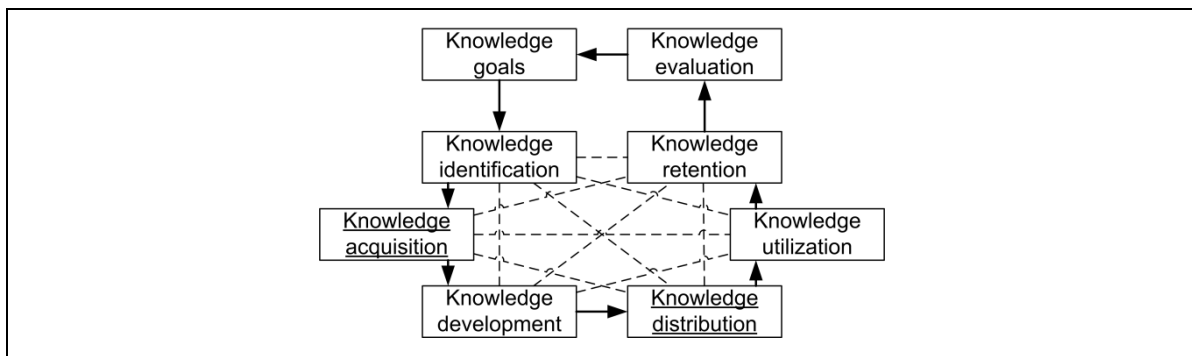 Knowledge
goals
Knowledge
evaluation
Knowledge
identification
Knowledge
retention
Knowledge
acquisition
Knowledge
utilization
Knowledge
development
Knowledge
distribution